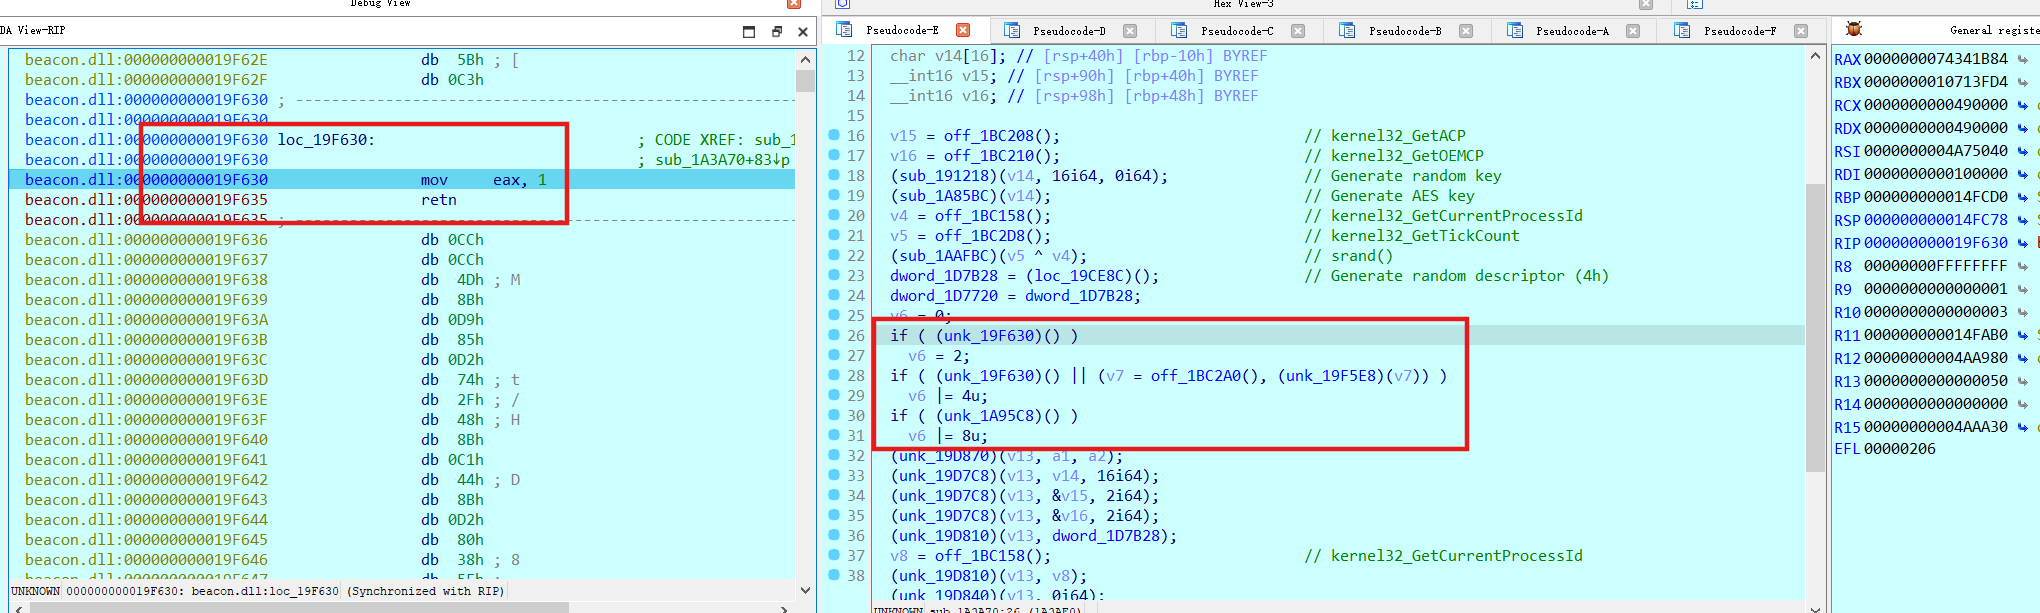 Debug View
Hex View-3
DA View-RIP
Pseudocode-E
Pseudocode-D
Pseudocode-C
Pseudocode-B
Pseudocode-A
Pseudocode-F
General registe
beacon.dll:000000000019F62E db 5Bh ; [
beacon.dll:000000000019F62F db 0C3h
beacon.dll:000000000019F630 ; ---------------------------------------------------------
beacon.dll:000000000019F630
beacon.dll:000000000019F630 loc_19F630: ; CODE XREF: sub_1
beacon.dll:000000000019F630 ; sub_1A3A70+83↓p
beacon.dll:000000000019F630 mov eax, 1
beacon.dll:000000000019F635 retn
beacon.dll:000000000019F635 ; ---------------------------------------------------------
beacon.dll:000000000019F636 db 0CCh
beacon.dll:000000000019F637 db 0CCh
beacon.dll:000000000019F638 db 4Dh ; M
beacon.dll:000000000019F639 db 8Bh
beacon.dll:000000000019F63A db 0D9h
beacon.dll:000000000019F63B db 85h
beacon.dll:000000000019F63C db 0D2h
beacon.dll:000000000019F63D db 74h ; t
beacon.dll:000000000019F63E db 2Fh ; /
beacon.dll:000000000019F63F db 48h ; H
beacon.dll:000000000019F640 db 8Bh
beacon.dll:000000000019F641 db 0C1h
beacon.dll:000000000019F642 db 44h ; D
beacon.dll:000000000019F643 db 8Bh
beacon.dll:000000000019F644 db 0D2h
beacon.dll:000000000019F645 db 80h
beacon.dll:000000000019F646 db 38h ; 8
beacon.dll:000000000019F647 db 5Eh ;
UNKNOWN 000000000019F630: beacon.dll:loc_19F630 (Synchronized with RIP)
12 char v14[16]; // [rsp+40h] [rbp-10h] BYREF
13 __int16 v15; // [rsp+90h] [rbp+40h] BYREF
14 __int16 v16; // [rsp+98h] [rbp+48h] BYREF
15
16 v15 = off_1BC208(); // kernel32_GetACP
17 v16 = off_1BC210(); // kernel32_GetOEMCP
18 (sub_191218)(v14, 16i64, 0i64); // Generate random key
19 (sub_1A85BC)(v14); // Generate AES key
20 v4 = off_1BC158(); // kernel32_GetCurrentProcessId
21 v5 = off_1BC2D8(); // kernel32_GetTickCount
22 (sub_1AAFBC)(v5 ^ v4); // srand()
23 dword_1D7B28 = (loc_19CE8C)(); // Generate random descriptor (4h)
24 dword_1D7720 = dword_1D7B28;
25 v6 = 0;
26 if ( (unk_19F630)() )
27 v6 = 2;
28 if ( (unk_19F630)() || (v7 = off_1BC2A0(), (unk_19F5E8)(v7)) )
29 v6 |= 4u;
30 if ( (unk_1A95C8)() )
31 v6 |= 8u;
32 (unk_19D870)(v13, a1, a2);
33 (unk_19D7C8)(v13, v14, 16i64);
34 (unk_19D7C8)(v13, &v15, 2i64);
35 (unk_19D7C8)(v13, &v16, 2i64);
36 (unk_19D810)(v13, dword_1D7B28);
37 v8 = off_1BC158(); // kernel32_GetCurrentProcessId
38 (unk_19D810)(v13, v8);
(unk_19D840)(v13, 0i64);
UNKNOWN sub_1A3A70:26 (1A3AF0)
RAX 0000000074341B84
RBX 0000000010713FD4
RCX 0000000000490000
RDX 0000000000490000
RSI 0000000004A75040
RDI 0000000000100000
RBP 000000000014FCD0
RSP 000000000014FC78
RIP 000000000019F630
R8 00000000FFFFFFFF
R9 0000000000000001
R10 0000000000000003
R11 000000000014FAB0
R12 00000000004AA980
R13 0000000000000050
R14 0000000000000000
R15 00000000004AAA30
EFL 00000206